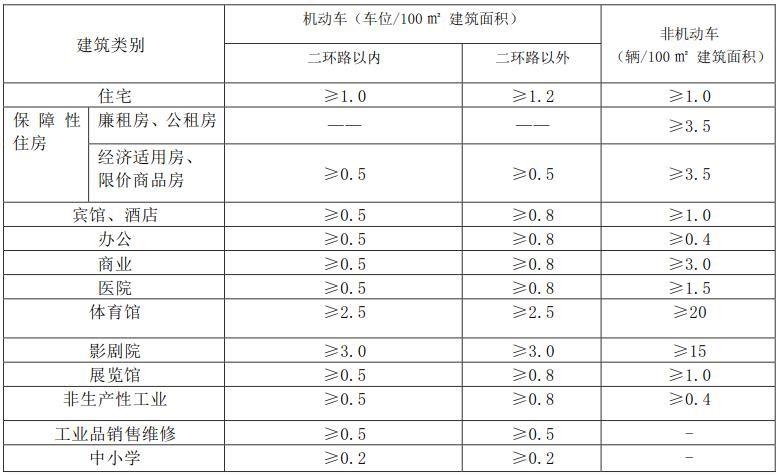 建筑类别 机动车（车位/100㎡ 建筑面积） 非机动车（辆/100㎡ 建筑面积）
二环路以内 二环路以外
住宅 ≥1.0 ≥1.2 ≥1.0
保障性住房 廉租房、公租房 —— —— ≥3.5
经济适用房、限价商品房 ≥0.5 ≥0.5 ≥3.5
宾馆、酒店 ≥0.5 ≥0.8 ≥1.0
办公 ≥0.5 ≥0.8 ≥0.4
商业 ≥0.5 ≥0.8 ≥3.0
医院 ≥0.5 ≥0.8 ≥1.5
体育馆 ≥2.5 ≥2.5 ≥20
影剧院 ≥3.0 ≥3.0 ≥15
展览馆 ≥0.5 ≥0.8 ≥1.0
非生产性工业 ≥0.5 ≥0.8 ≥0.4
工业品销售维修 ≥0.5 ≥0.5 -
中小学 ≥0.2 ≥0.2 -